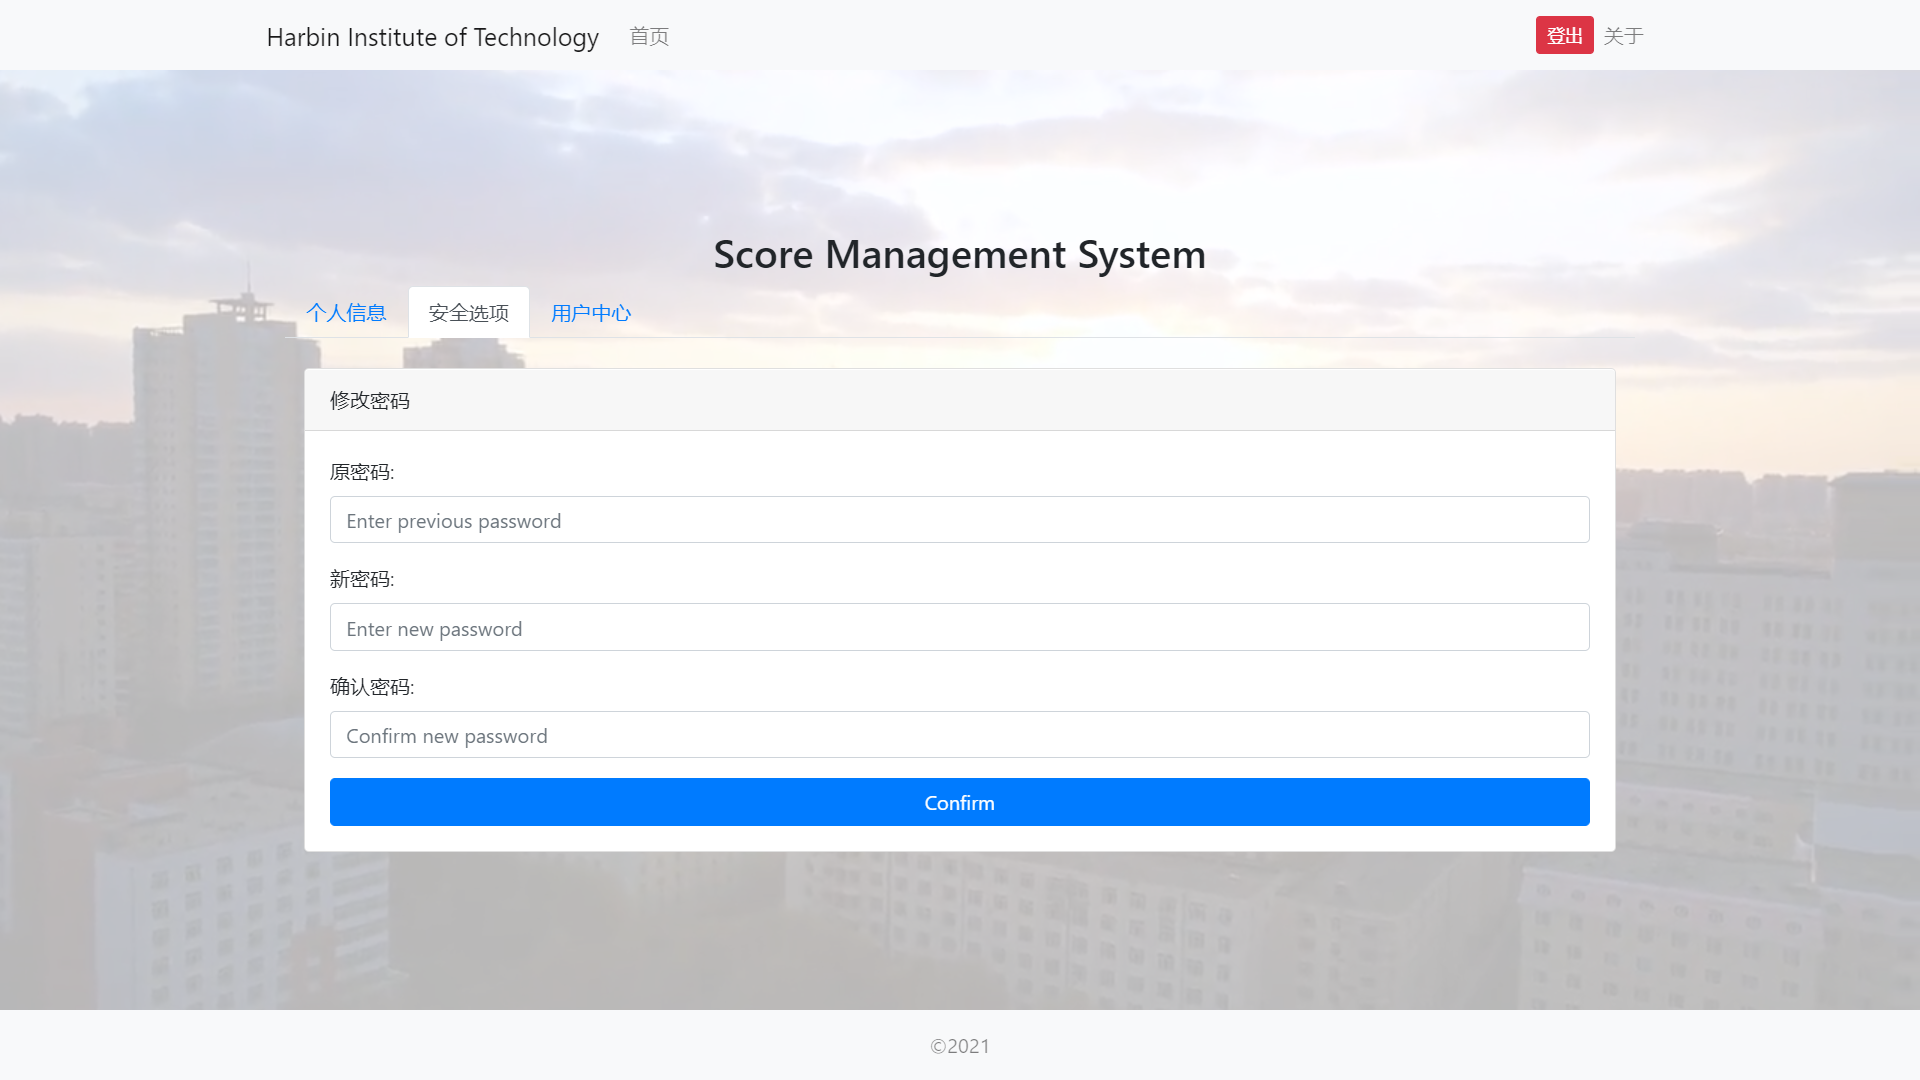 Harbin Institute of Technology 首页 登出 关于
Score Management System
个人信息 安全选项 用户中心
修改密码
原密码:
Enter previous password
新密码:
Enter new password
确认密码:
Confirm new password
Confirm
©2021